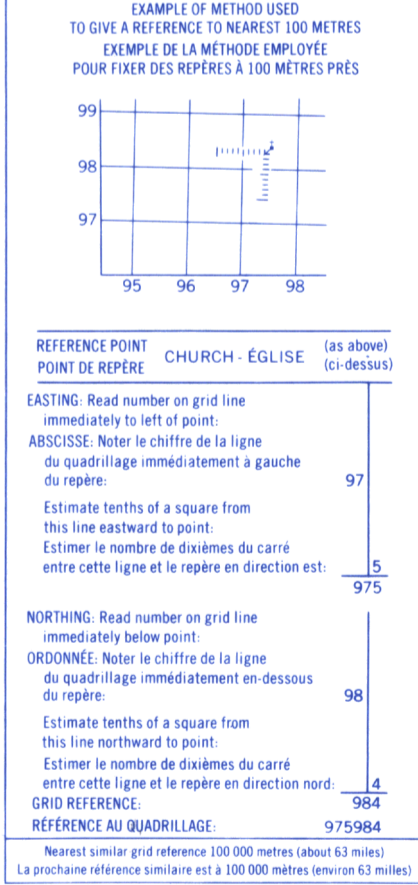 EXAMPLE OF METHOD USED
TO GIVE A REFERENCE TO NEAREST 100 METRES
EXEMPLE DE LA MÉTHODE EMPLOYÉE
POUR FIXER DES REPÈRES À 100 MÈTRES PRÈS
99
98
97
95 96 97 98
REFERENCE POINT
POINT DE REPÈRE
CHURCH - ÉGLISE
(as above)
(ci-dessus)
EASTING: Read number on grid line
immediately to left of point:
ABSCISSE: Noter le chiffre de la ligne
du quadrillage immédiatement à gauche
du repère: 97
Estimate tenths of a square from
this line eastward to point:
Estimer le nombre de dixièmes du carré
entre cette ligne et le repère en direction est: 5
975
NORTHING: Read number on grid line
immediately below point:
ORDONNÉE: Noter le chiffre de la ligne
du quadrillage immédiatement en-dessous
du repère: 98
Estimate tenths of a square from
this line northward to point:
Estimer le nombre de dixièmes du carré
entre cette ligne et le repère en direction nord: 4
GRID REFERENCE: 984
RÉFÉRENCE AU QUADRILLAGE: 975984
Nearest similar grid reference 100 000 metres (about 63 miles)
La prochaine référence similaire est à 100 000 mètres (environ 63 milles)